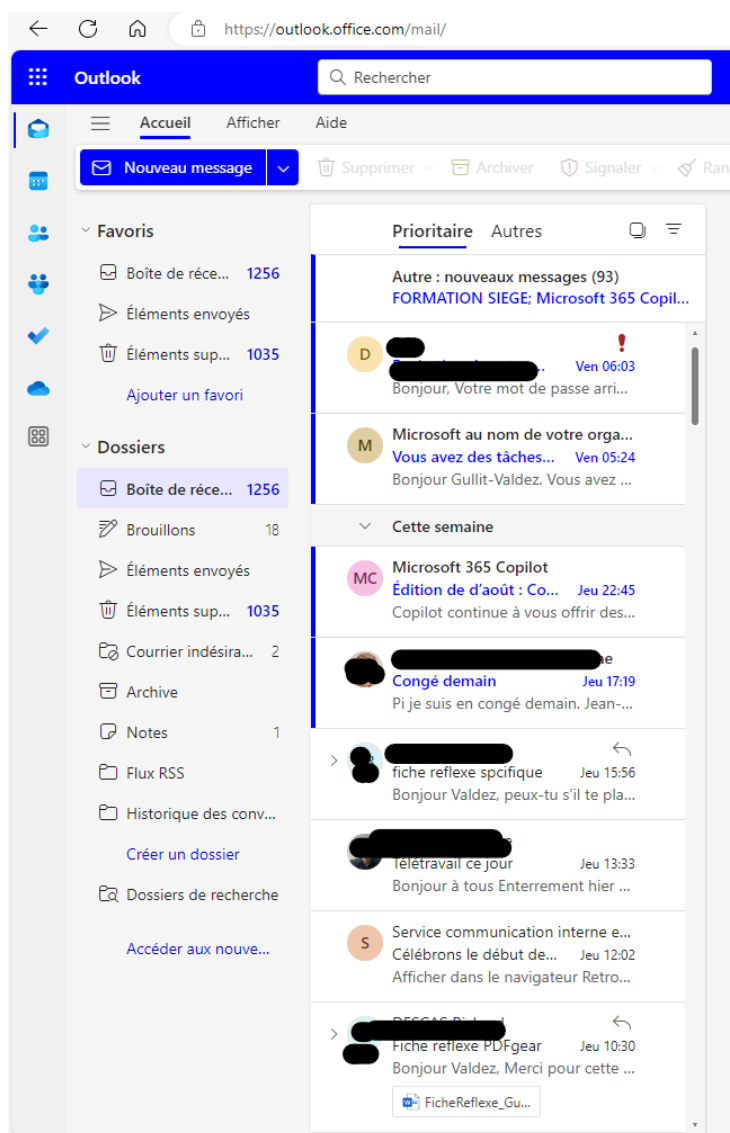 https://outlook.office.com/mail/
Outlook
Rechercher
Accueil Afficher Aide
Nouveau message Supprimer Archiver Signaler Ran
Favoris
Boîte de réce... 1256
Éléments envoyés
Éléments sup... 1035
Ajouter un favori
Dossiers
Boîte de réce... 1256
Brouillons 18
Éléments envoyés
Éléments sup... 1035
Courrier indésira... 2
Archive
Notes 1
Flux RSS
Historique des conv...
Créer un dossier
Dossiers de recherche
Accéder aux nouve...
Prioritaire Autres
Autre : nouveaux messages (93)
FORMATION SIEGE; Microsoft 365 Copil...
D
Ven 06:03
Bonjour, Votre mot de passe arri...
M
Microsoft au nom de votre orga...
Vous avez des tâches... Ven 05:24
Bonjour Gullit-Valdez. Vous avez ...
Cette semaine
MC
Microsoft 365 Copilot
Édition de d'août : Co... Jeu 22:45
Copilot continue à vous offrir des...
Congé demain Jeu 17:19
Pi je suis en congé demain. Jean-...
fiche reflexe spcifique Jeu 15:56
Bonjour Valdez, peux-tu s'il te pla...
Télétravail ce jour Jeu 13:33
Bonjour à tous Enterrement hier ...
S
Service communication interne e...
Célébrons le début de... Jeu 12:02
Afficher dans le navigateur Retro...
Fiche reflexe PDFgear Jeu 10:30
Bonjour Valdez, Merci pour cette ...
FicheReflexe_Gu...